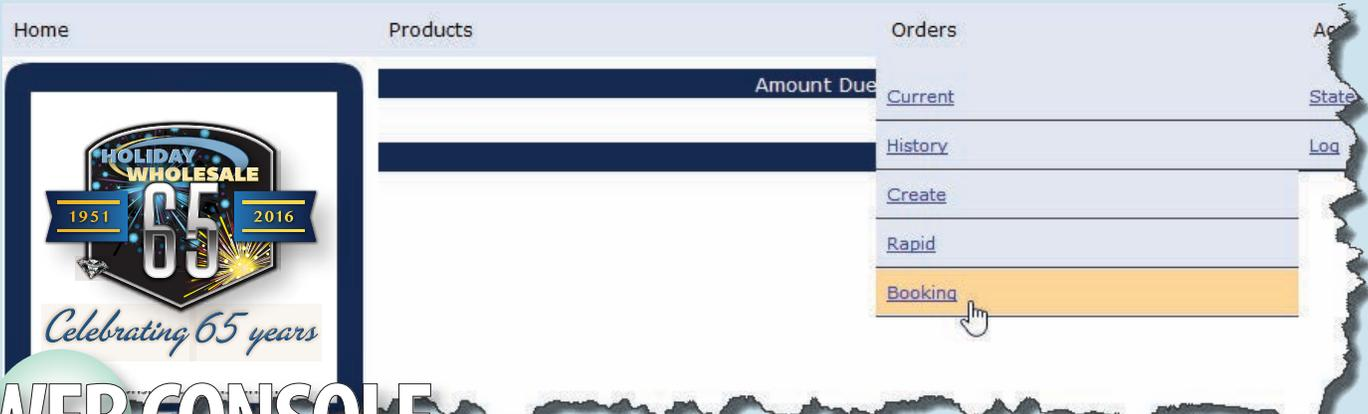 Home
Products
Orders
Amount Due
Current
State
History
Log
Create
Rapid
Booking
HOLIDAY
WHOLESALE
65
1951
2016
Celebrating 65 years
WEB CONSOLE